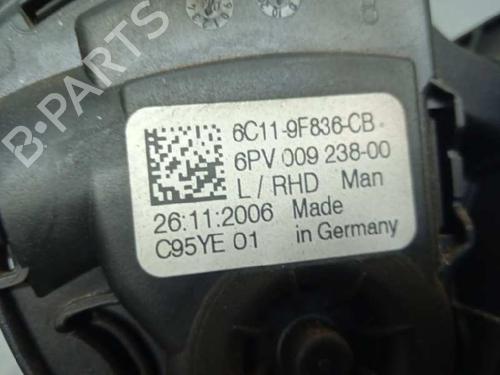 6C11-9F836-CB
6PV 009 238-00
L / RHD Man
26:11:2006 Made
C95YE 01 in Germany
B-PARTS